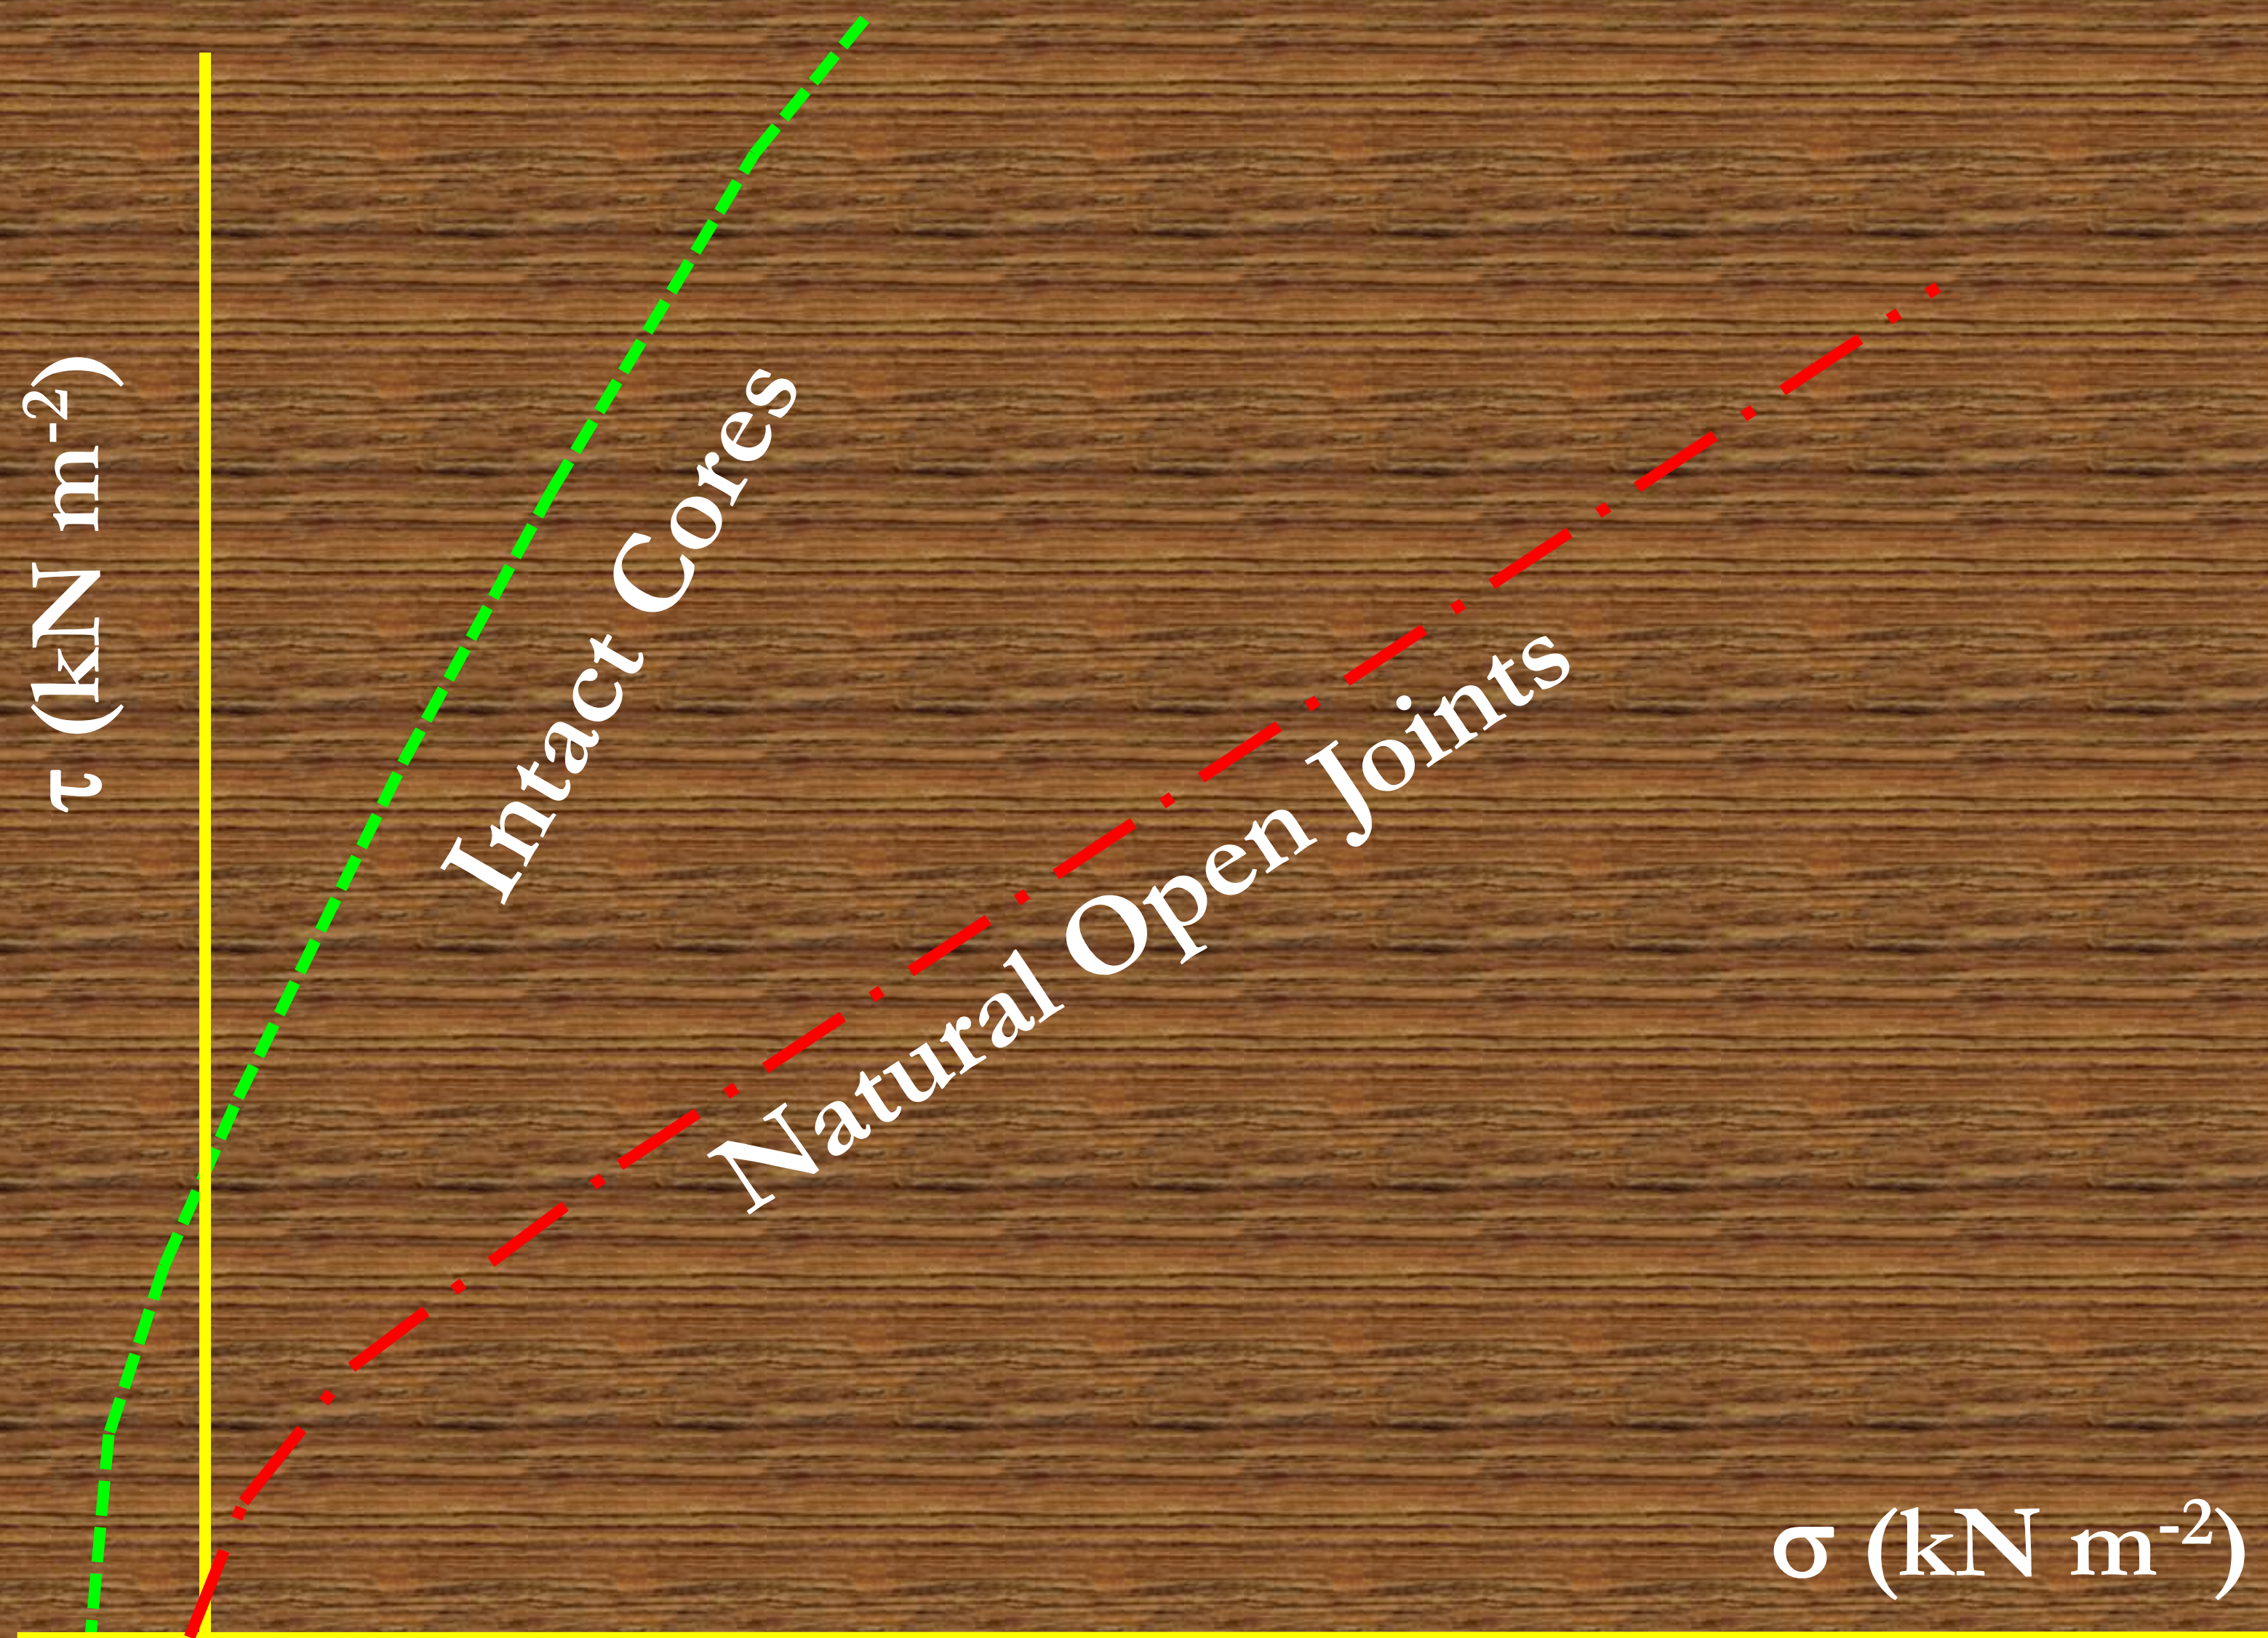 τ (kN m⁻²)
Intact Cores
Natural Open Joints
σ (kN m⁻²)